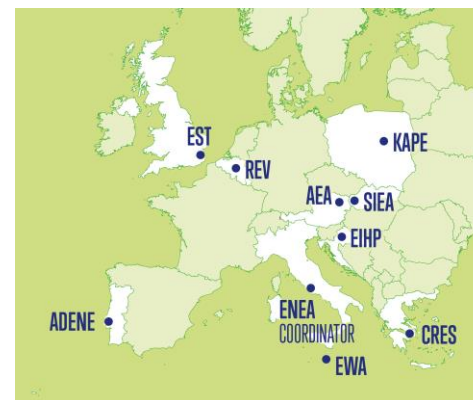 EST
KAPE
REV
AEA
SIEA
EIHP
ADENE
ENEA
COORDINATOR
CRES
EWA